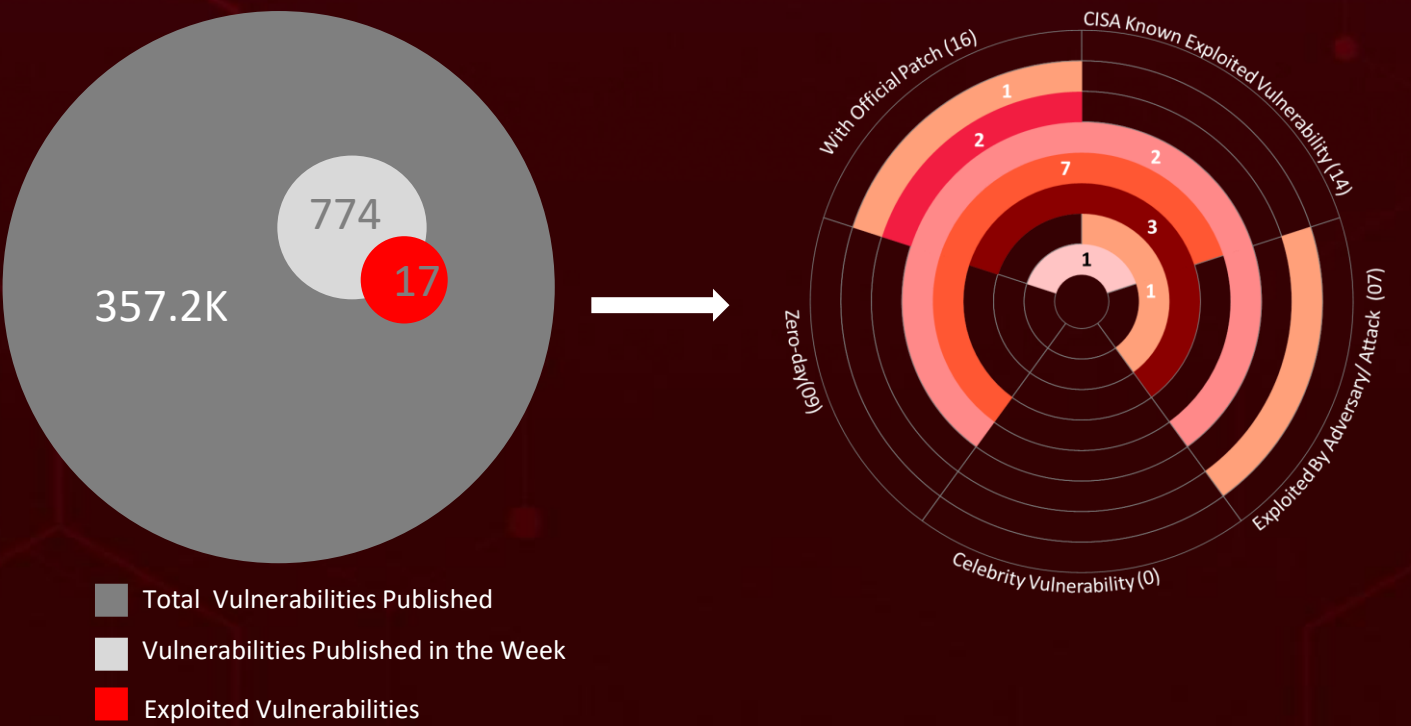 774
17
357.2K
Total Vulnerabilities Published
Vulnerabilities Published in the Week
Exploited Vulnerabilities
CISA Known Exploited Vulnerability (14)
With Official Patch (16)
Exploited By Adversary/ Attack (07)
Zero-day(09)
Celebrity Vulnerability (0)
1
2
2
7
3
1
1